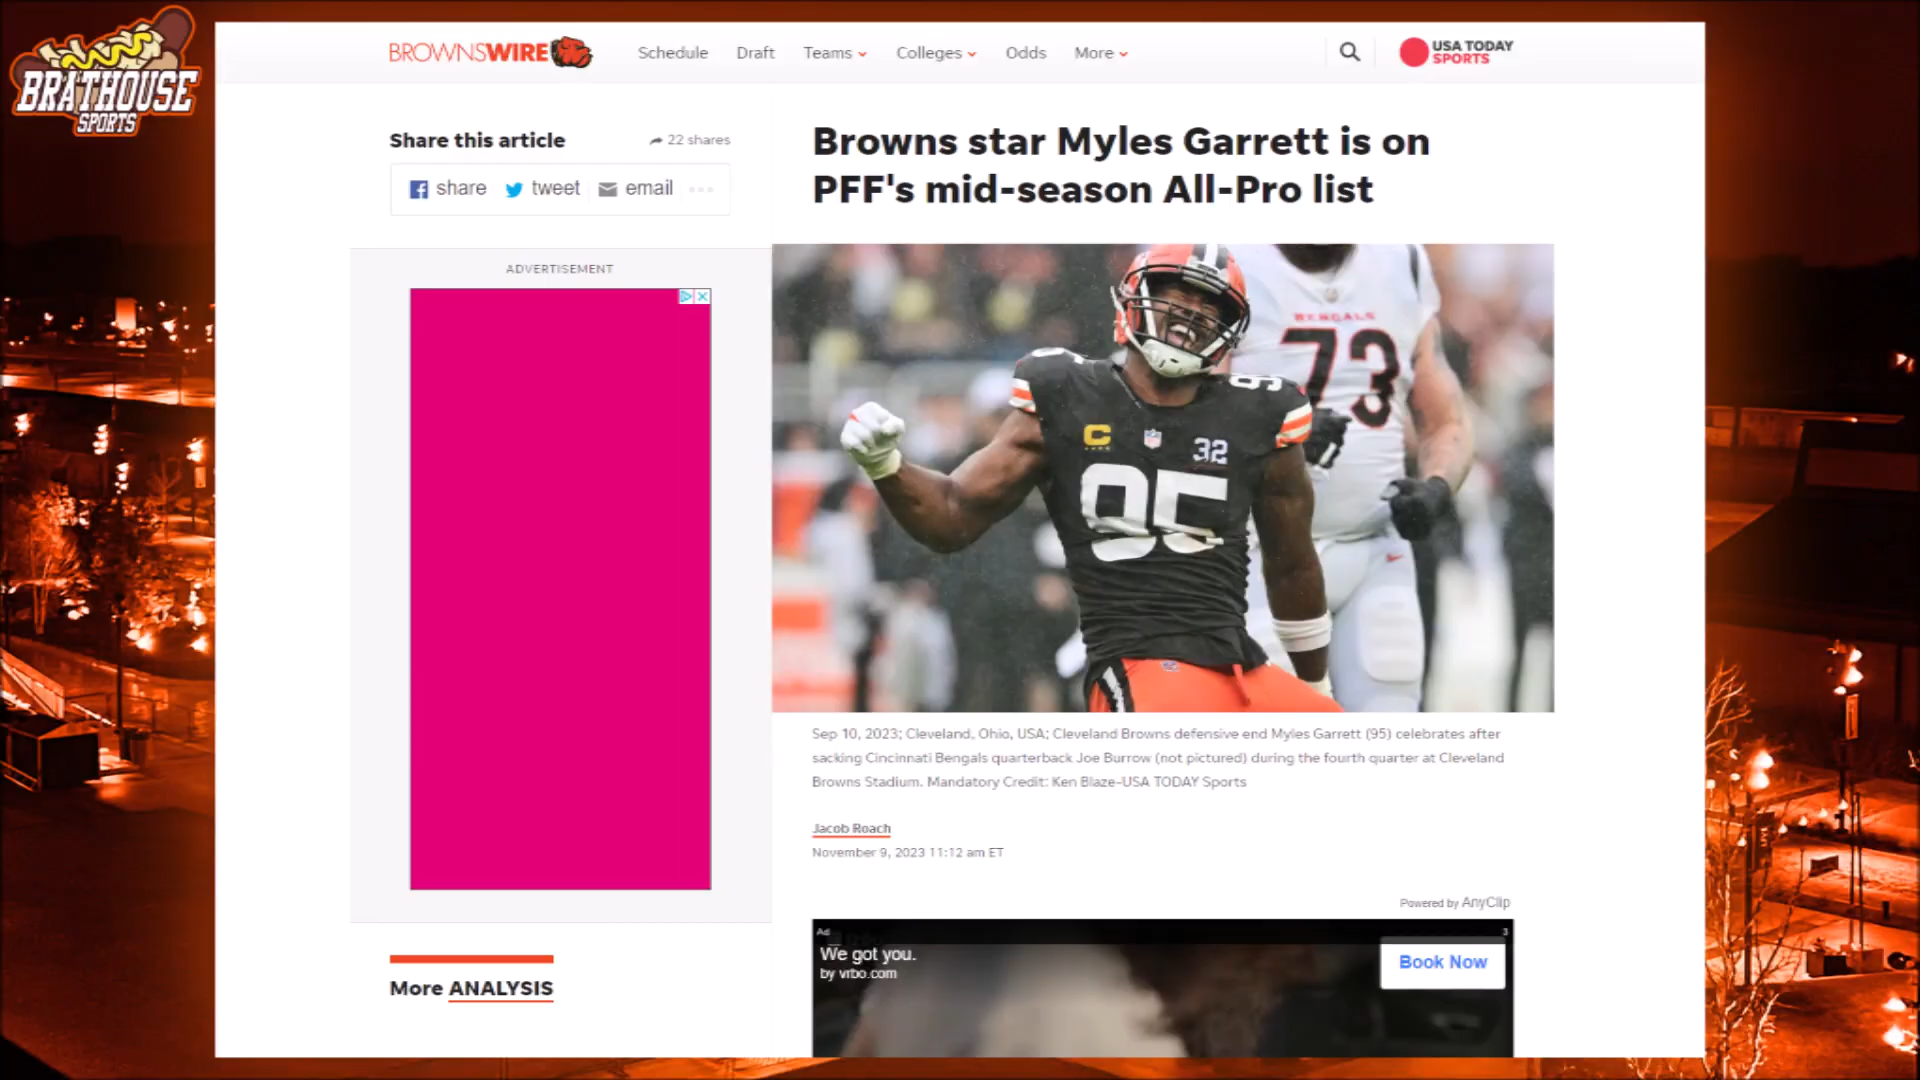 BRATHOUSE
SPORTS
BROWNSWIRE
Schedule
Draft
Teams
Colleges
Odds
More
USA TODAY
SPORTS
Share this article
22 shares
share
tweet
email
ADVERTISEMENT
Browns star Myles Garrett is on
PFF's mid-season All-Pro list
BENGALS
73
95
C
32
95
Sep 10, 2023; Cleveland, Ohio, USA; Cleveland Browns defensive end Myles Garrett (95) celebrates after
sacking Cincinnati Bengals quarterback Joe Burrow (not pictured) during the fourth quarter at Cleveland
Browns Stadium. Mandatory Credit: Ken Blaze-USA TODAY Sports
Jacob Roach
November 9, 2023 11:12 am ET
Powered by AnyClip
Ad
3
We got you.
by vrbo.com
Book Now
More ANALYSIS